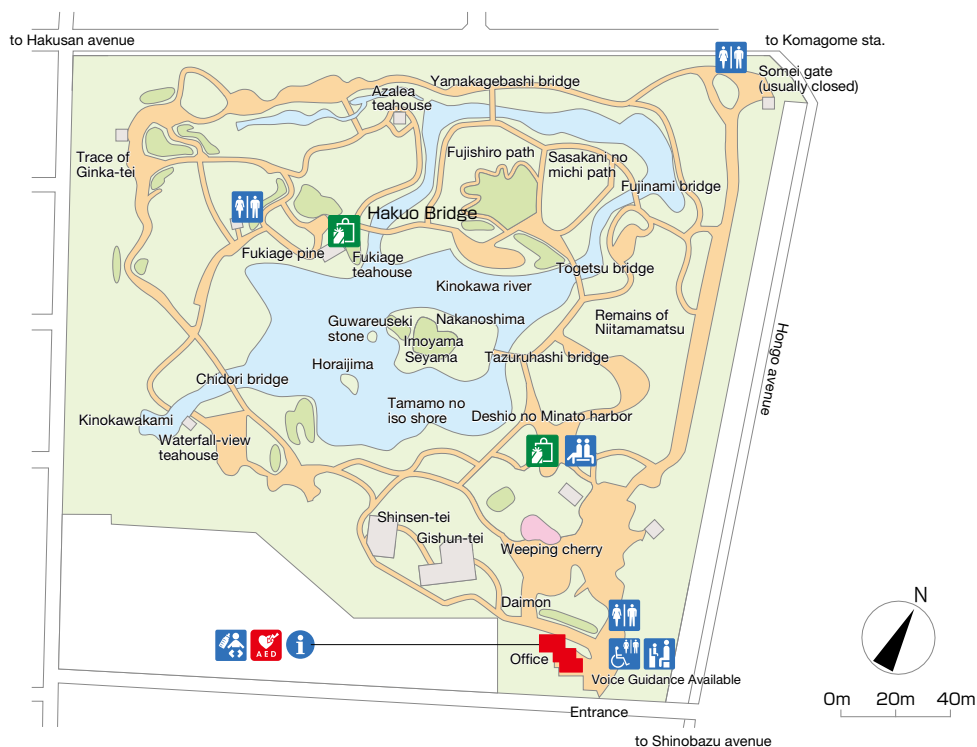 to Hakusan avenue
to Komagome sta.
Somei gate
(usually closed)
Yamakagebashi bridge
Azalea
teahouse
Trace of
Ginka-tei
Fujishiro path
Sasakani no
michi path
Fujinami bridge
Hakuo Bridge
Fukiage pine
Fukiage
teahouse
Togetsu bridge
Kinokawa river
Remains of
Niitamamatsu
Guwareuseki
stone
Nakanoshima
Imoyama
Seyama
Tazuruhashi bridge
Horaijima
Hongo avenue
Chidori bridge
Tamamo no
iso shore
Deshio no Minato harbor
Kinokawakami
Waterfall-view
teahouse
Shinsen-tei
Gishun-tei
Weeping cherry
Daimon
N
AED
i
Office
Voice Guidance Available
0m 20m 40m
Entrance
to Shinobazu avenue